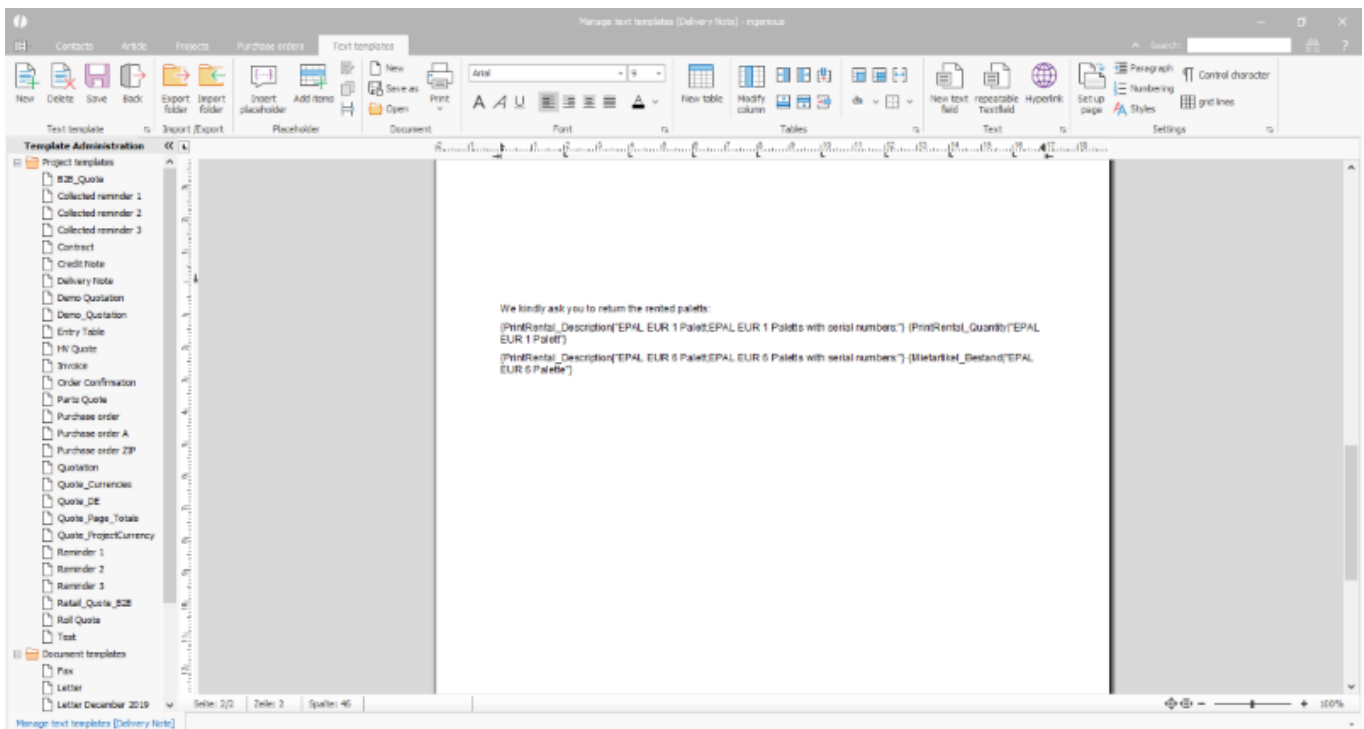 Manage text templates [Delivery Note] - ingenious
Contacts Article Projects Purchase orders Text templates Search: ?
New Delete Save Back Export folder Import folder Insert placeholder Add items New Save as Open Print Arial 9 A A U A New table Modify column New text field repeatable Textfield Hyperlink Set up page Paragraph Numbering Styles Control character grid lines
Text template Import /Export Placeholder Document Font Tables Text Settings
Template Administration
Project templates
B2B_Quote
Collected reminder 1
Collected reminder 2
Collected reminder 3
Contract
Credit Note
Delivery Note
Demo Quotation
Demo_Quotation
Entry Table
HV Quote
Invoice
Order Confirmation
Parts Quote
Purchase order
Purchase order A
Purchase order ZIP
Quotation
Quote_Currencies
Quote_DE
Quote_Page_Totals
Quote_ProjectCurrency
Reminder 1
Reminder 2
Reminder 3
Retail_Quote_B2B
Roll Quote
Test
Document templates
Fax
Letter
Letter December 2019
We kindly ask you to return the rented paletts:
{PrintRental_Description("EPAL EUR 1 Palett;EPAL EUR 1 Paletts with serial numbers:"} {PrintRental_Quantity("EPAL
EUR 1 Palett"}
{PrintRental_Description("EPAL EUR 6 Palett;EPAL EUR 6 Paletts with serial numbers:"} {Mietartikel_Bestand("EPAL
EUR 6 Palette"}
Seite: 2/2 Zeile: 2 Spalte: 46 100%
Manage text templates [Delivery Note]